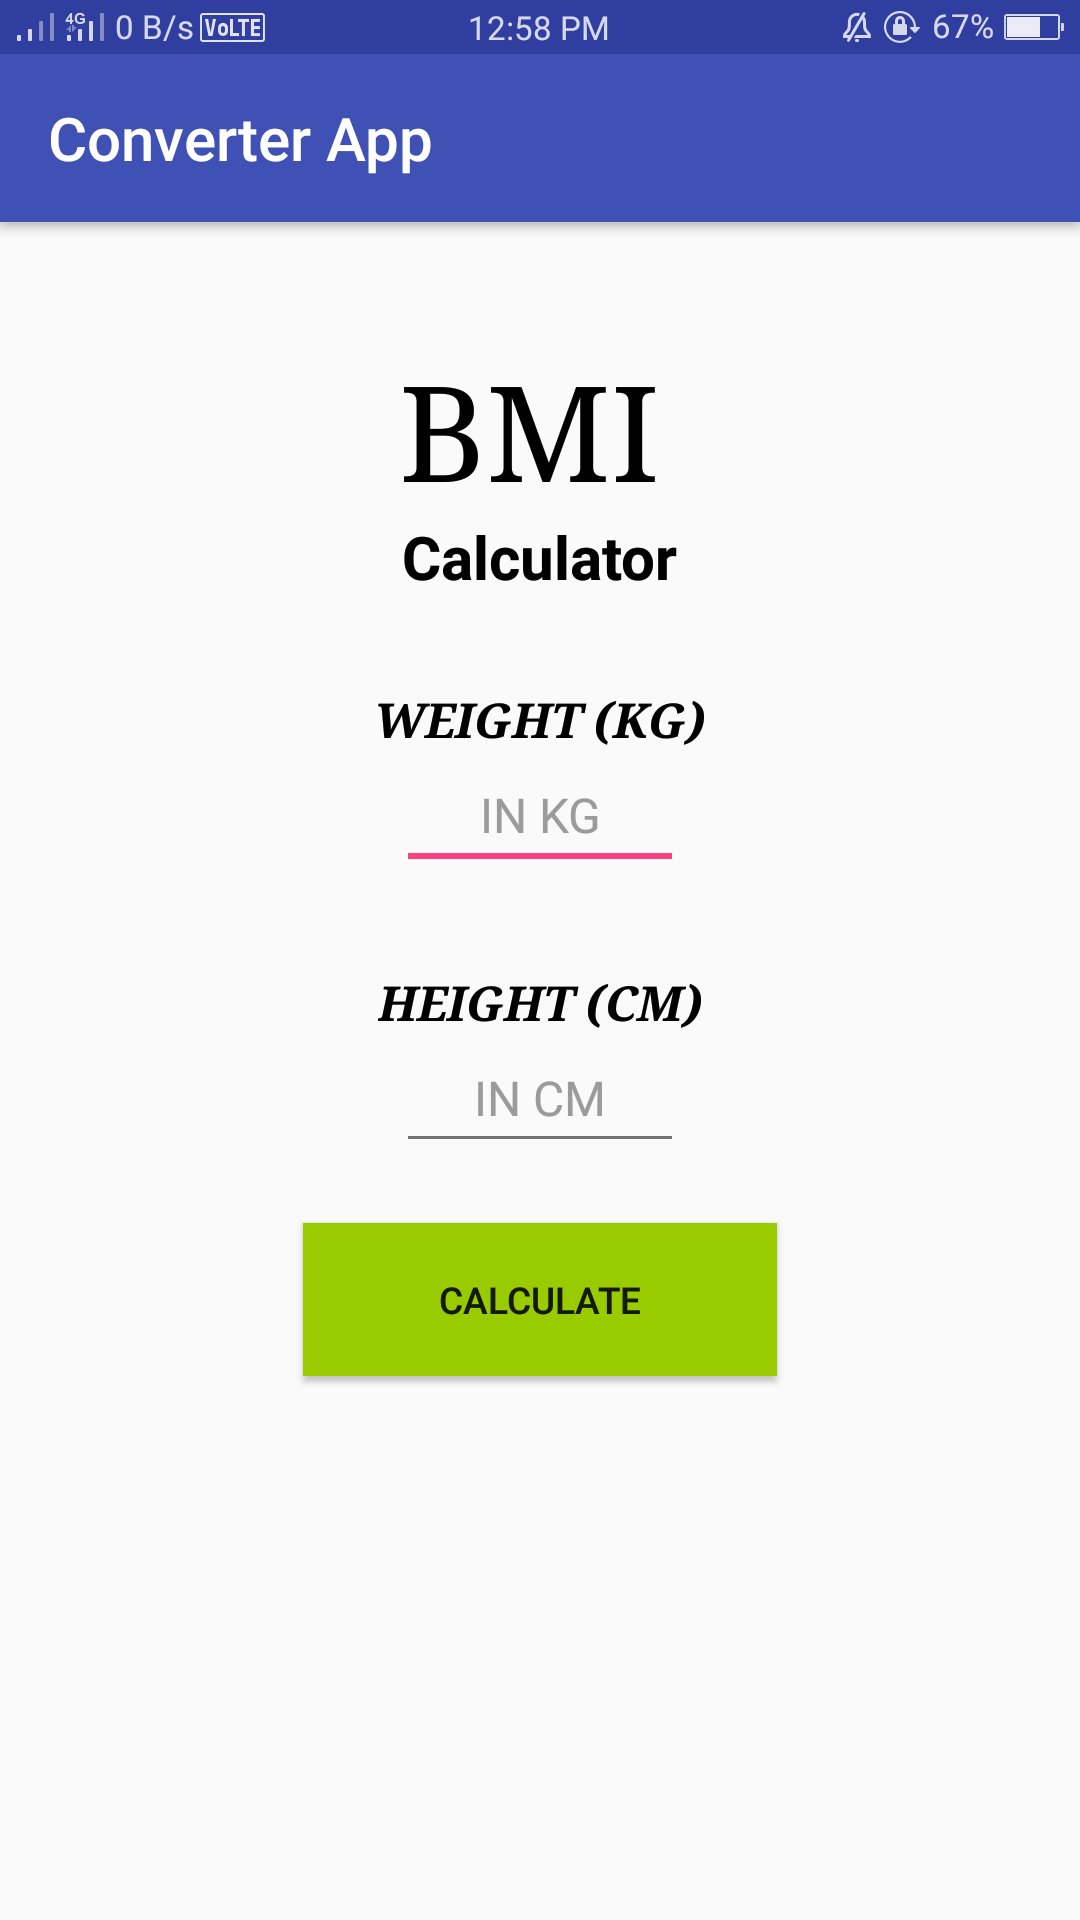 4G 0 B/s VoLTE 12:58 PM 67%
Converter App
BMI
Calculator
WEIGHT (KG)
IN KG
HEIGHT (CM)
IN CM
CALCULATE